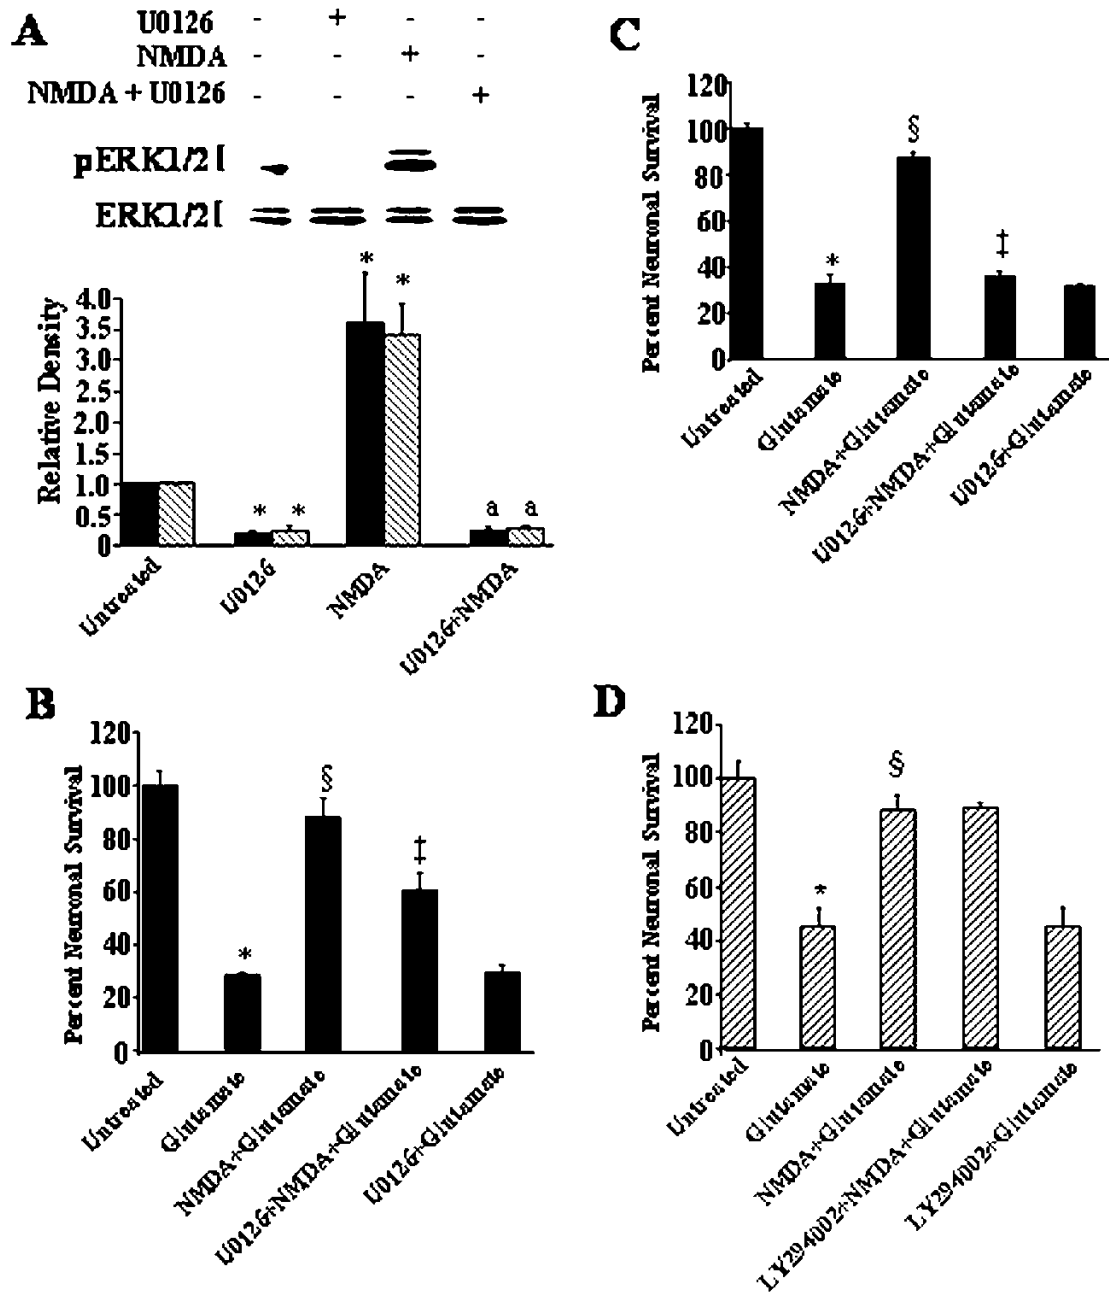 A
U0126 - + - -
NMDA - - + -
NMDA + U0126 - - - +
pERK1/2 [
ERK1/2 [
Relative Density
4.0
3.5
3.0
2.5
2.0
1.5
1.0
0.5
0
* *
* *
a a
Untreated
U0126
NMDA
U0126+NMDA
B
Percent Neuronal Survival
120
100
80
60
40
20
0
*
§
‡
Untreated
Glutamate
NMDA+Glutamate
U0126+NMDA+Glutamate
U0126+Glutamate
C
Percent Neuronal Survival
120
100
80
60
40
20
0
*
§
‡
Untreated
Glutamate
NMDA+Glutamate
U0126+NMDA+Glutamate
U0126+Glutamate
D
Percent Neuronal Survival
120
100
80
60
40
20
0
*
§
Untreated
Glutamate
NMDA+Glutamate
LY294002+NMDA+Glutamate
LY294002+Glutamate